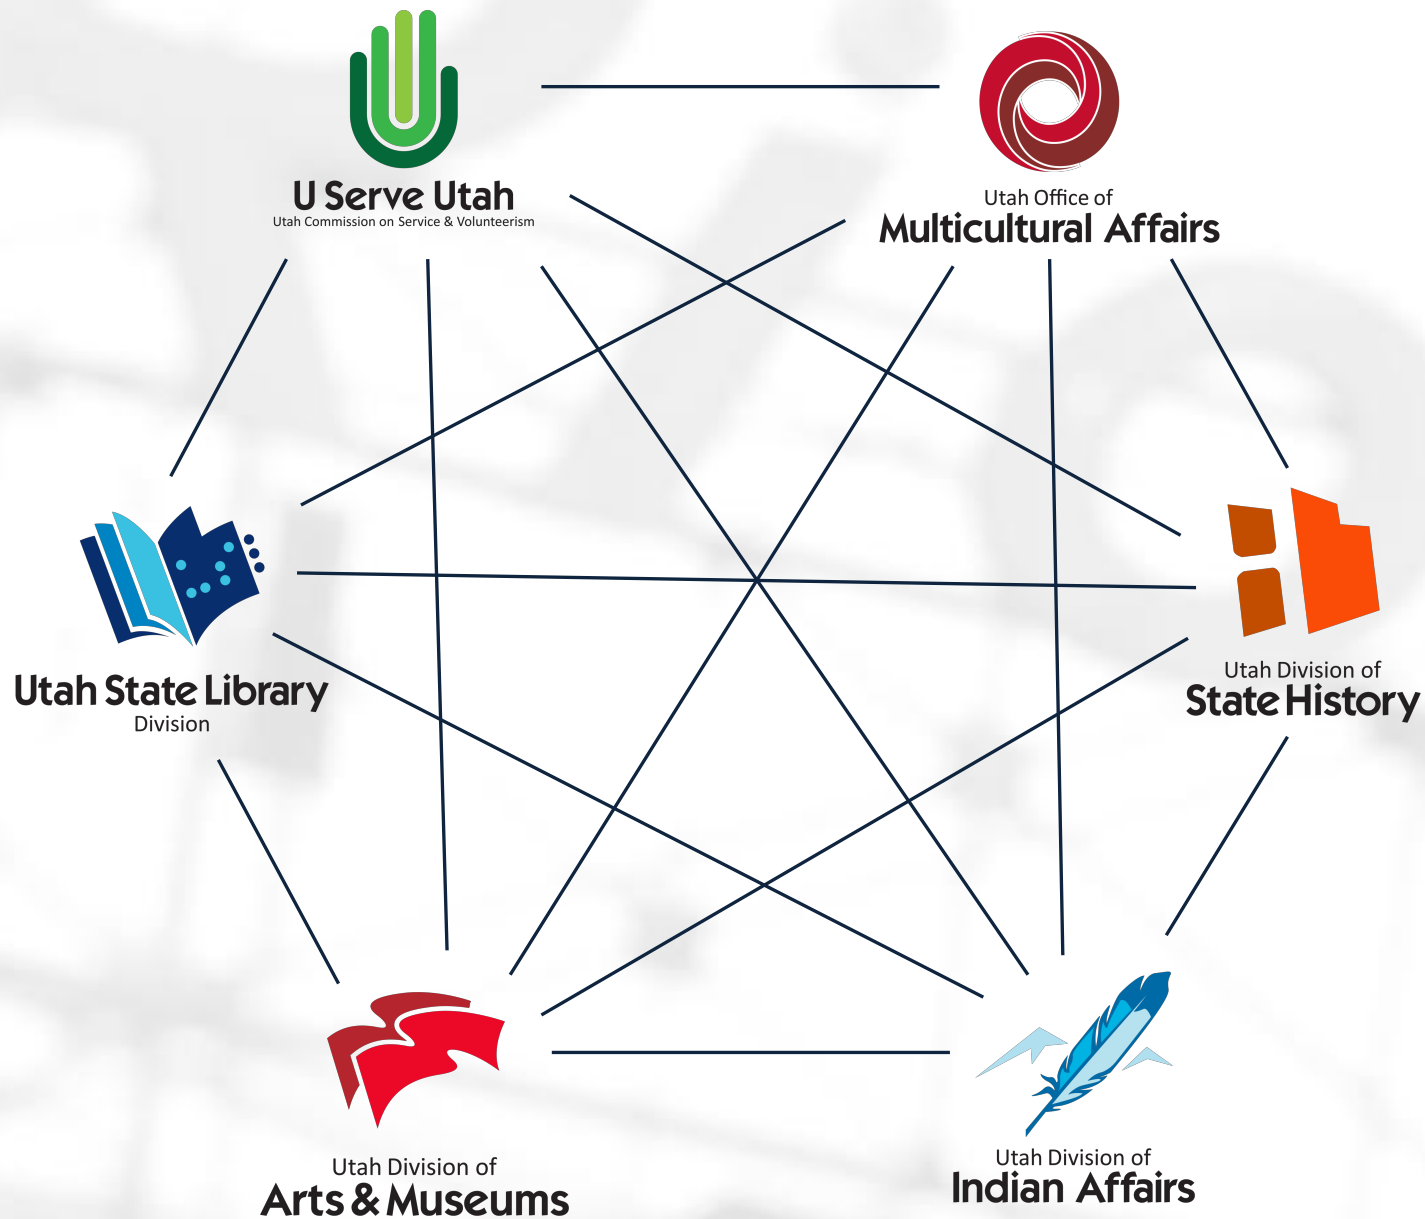 U Serve Utah
Utah Commission on Service & Volunteerism
Utah Office of
Multicultural Affairs
Utah State Library
Division
Utah Division of
State History
Utah Division of
Arts & Museums
Utah Division of
Indian Affairs